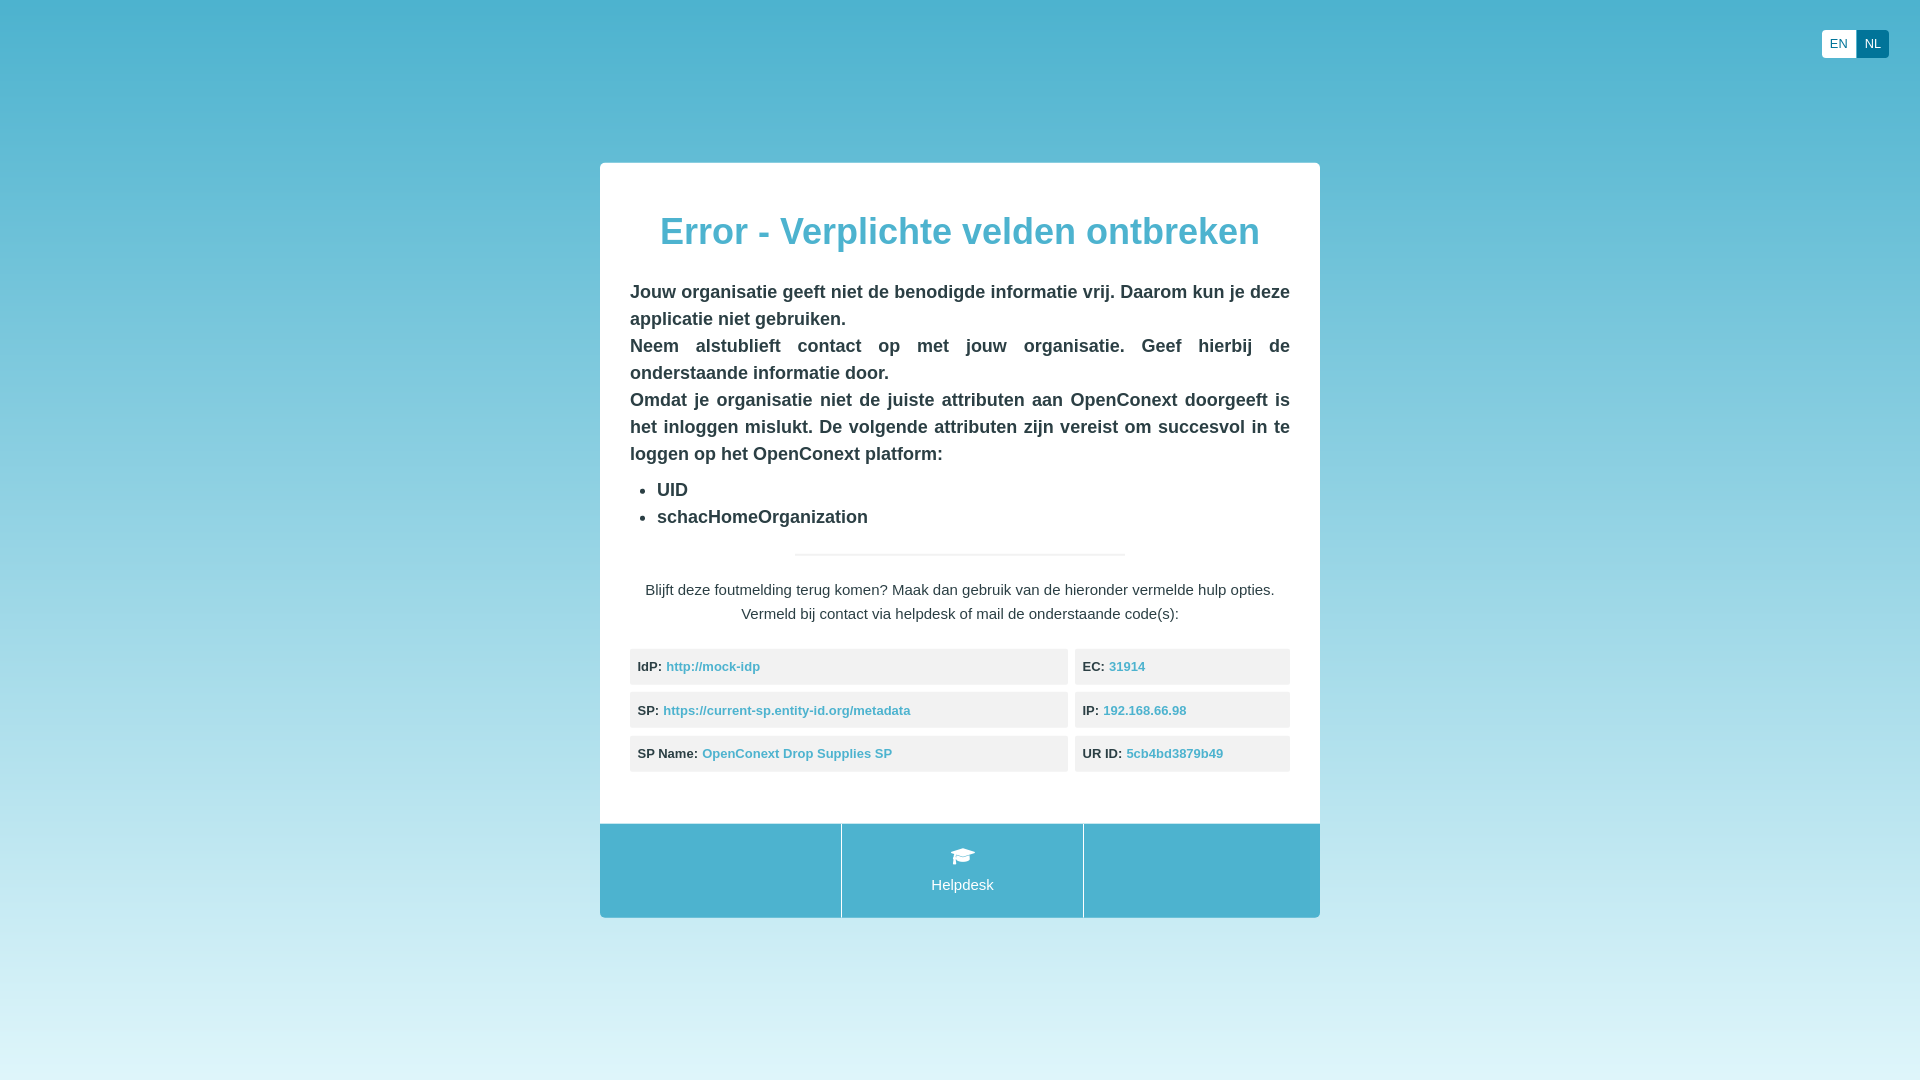 EN NL
Error - Verplichte velden ontbreken
Jouw organisatie geeft niet de benodigde informatie vrij. Daarom kun je deze
applicatie niet gebruiken.
Neem alstublieft contact op met jouw organisatie. Geef hierbij de
onderstaande informatie door.
Omdat je organisatie niet de juiste attributen aan OpenConext doorgeeft is
het inloggen mislukt. De volgende attributen zijn vereist om succesvol in te
loggen op het OpenConext platform:
• UID
• schacHomeOrganization
Blijft deze foutmelding terug komen? Maak dan gebruik van de hieronder vermelde hulp opties.
Vermeld bij contact via helpdesk of mail de onderstaande code(s):
IdP: http://mock-idp EC: 31914
SP: https://current-sp.entity-id.org/metadata IP: 192.168.66.98
SP Name: OpenConext Drop Supplies SP UR ID: 5cb4bd3879b49
Helpdesk